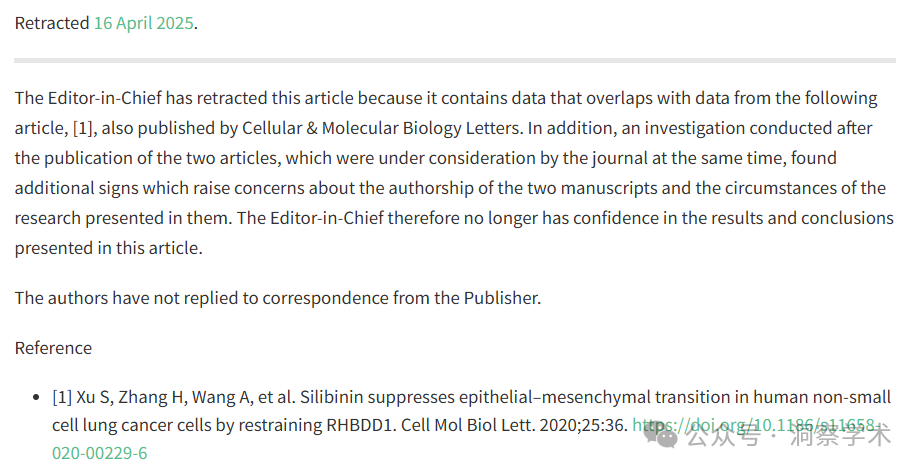 Retracted 16 April 2025.
The Editor-in-Chief has retracted this article because it contains data that overlaps with data from the following
article, [1], also published by Cellular & Molecular Biology Letters. In addition, an investigation conducted after
the publication of the two articles, which were under consideration by the journal at the same time, found
additional signs which raise concerns about the authorship of the two manuscripts and the circumstances of the
research presented in them. The Editor-in-Chief therefore no longer has confidence in the results and conclusions
presented in this article.
The authors have not replied to correspondence from the Publisher.
Reference
• [1] Xu S, Zhang H, Wang A, et al. Silibinin suppresses epithelial–mesenchymal transition in human non-small
cell lung cancer cells by restraining RHBDD1. Cell Mol Biol Lett. 2020;25:36. https://doi.org/10.1186/s11658-
020-00229-6
公众号 · 洞察学术